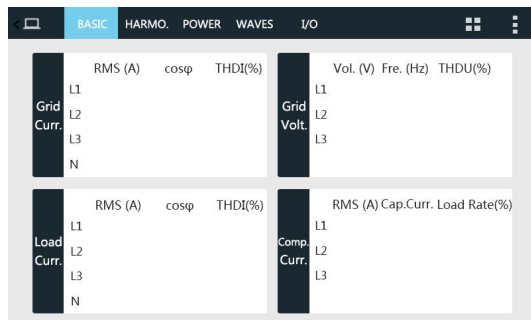 BASIC HARMO. POWER WAVES I/O
Grid Curr.
RMS (A) cosφ THDI(%)
L1
L2
L3
N
Grid Volt.
Vol. (V) Fre. (Hz) THDU(%)
L1
L2
L3
Load Curr.
RMS (A) cosφ THDI(%)
L1
L2
L3
N
Comp. Curr.
RMS (A) Cap.Curr. Load Rate(%)
L1
L2
L3